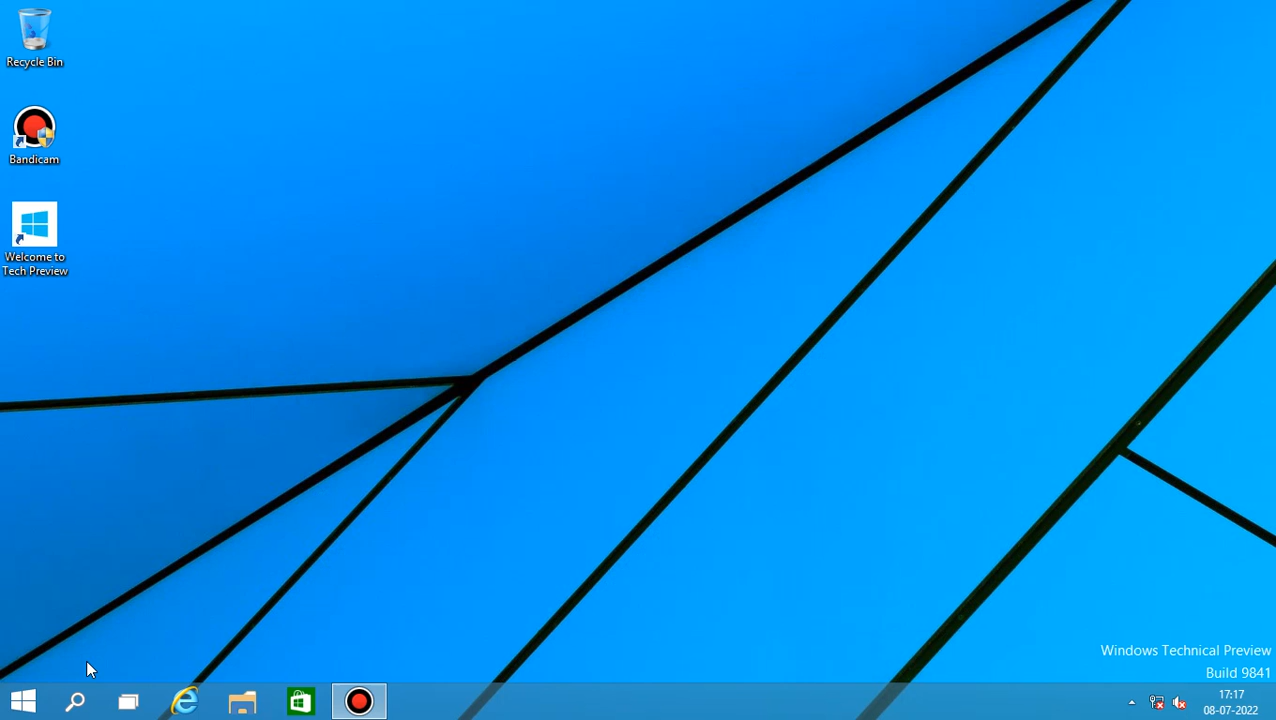 Recycle Bin
Bandicam
Welcome to
Tech Preview
Windows Technical Preview
Build 9841
17:17
08-07-2022